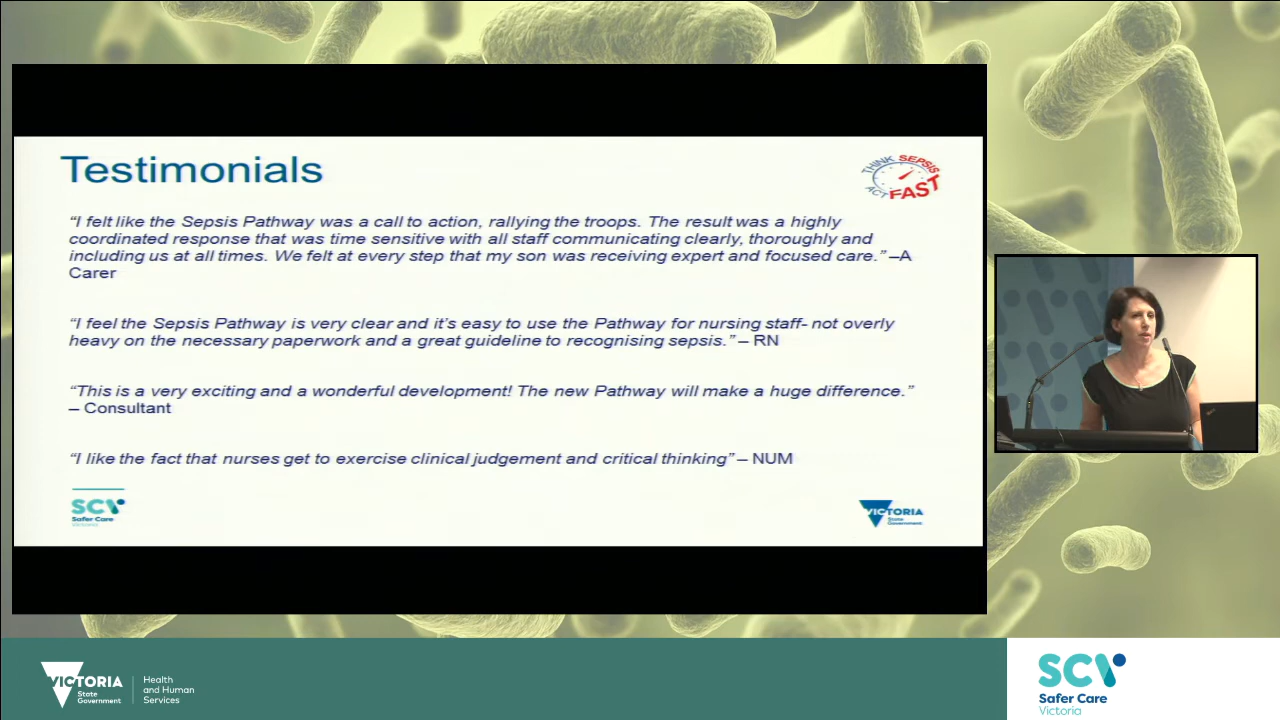 Testimonials
THINK SEPSIS
ACT FAST
“I felt like the Sepsis Pathway was a call to action, rallying the troops. The result was a highly
coordinated response that was time sensitive with all staff communicating clearly, thoroughly and
including us at all times. We felt at every step that my son was receiving expert and focused care.” –A
Carer
“I feel the Sepsis Pathway is very clear and it’s easy to use the Pathway for nursing staff- not overly
heavy on the necessary paperwork and a great guideline to recognising sepsis.” – RN
“This is a very exciting and a wonderful development! The new Pathway will make a huge difference.”
– Consultant
“I like the fact that nurses get to exercise clinical judgement and critical thinking” – NUM
SCV
Safer Care
Victoria
VICTORIA
State
Government
VICTORIA
State
Government
Health
and Human
Services
SCV
Safer Care
Victoria